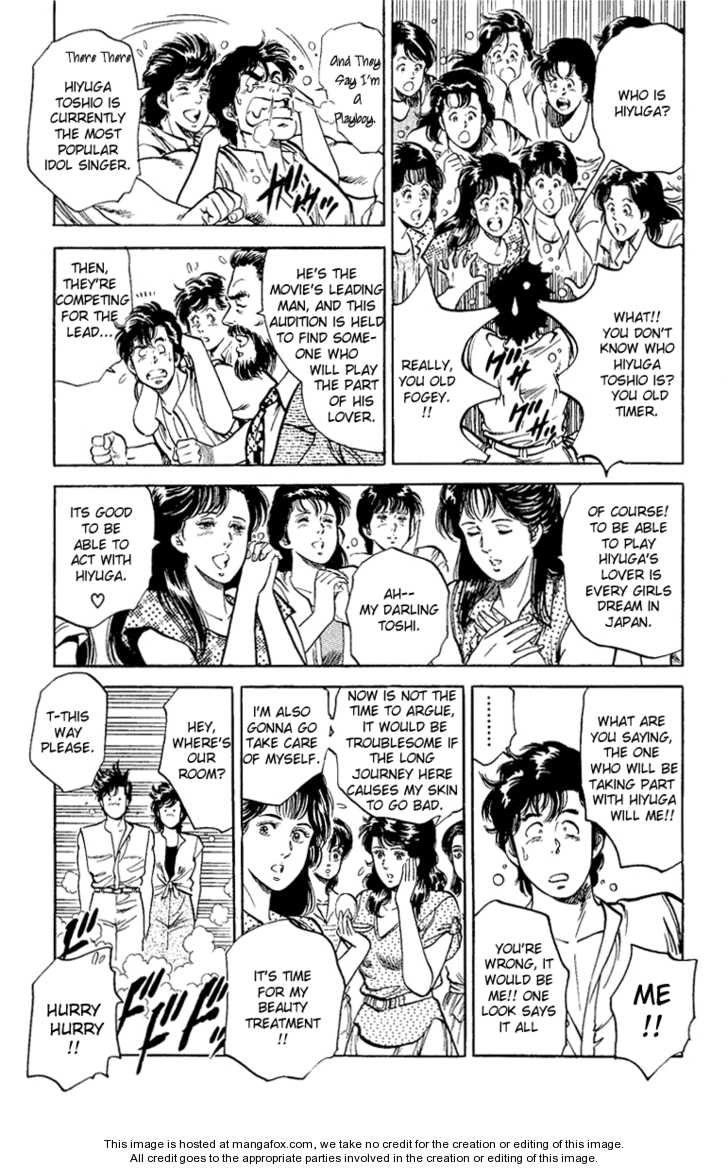 WHO IS
HIYUGA?
WHAT!!
YOU DON'T
KNOW WHO
HIYUGA
TOSHIO IS?
YOU OLD
TIMER.
REALLY,
YOU OLD
FOGEY.
!!
グサ
グサッ
And They
Say I'm
a
Playboy.
There There
HIYUGA
TOSHIO IS
CURRENTLY
THE MOST
POPULAR
IDOL SINGER.
HE'S THE
MOVIE'S LEADING
MAN, AND THIS
AUDITION IS HELD
TO FIND SOME-
ONE WHO
WILL PLAY
THE PART
OF HIS
LOVER.
THEN,
THEY'RE
COMPETING
FOR THE
LEAD...
OF COURSE!
TO BE ABLE
TO PLAY
HIYUGA'S
LOVER IS
EVERY GIRLS
DREAM IN
JAPAN.
AH--
MY DARLING
TOSHI.
ITS GOOD
TO BE
ABLE TO
ACT WITH
HIYUGA.
♡
WHAT ARE
YOU SAYING,
THE ONE
WHO WILL BE
TAKING PART
WITH HIYUGA
WILL ME!!
ME
!!
YOU'RE
WRONG, IT
WOULD BE
ME!! ONE
LOOK SAYS
IT ALL
NOW IS NOT THE
TIME TO ARGUE,
IT WOULD BE
TROUBLESOME IF
THE LONG
JOURNEY HERE
CAUSES MY SKIN
TO GO BAD.
I'M ALSO
GONNA GO
TAKE CARE
OF MYSELF.
IT'S TIME
FOR MY
BEAUTY
TREATMENT
!!
HEY,
WHERE'S
OUR
ROOM?
T-THIS
WAY
PLEASE.
HURRY
HURRY
!!
ドドドド
This image is hosted at mangafox.com, we take no credit for the creation or editing of this image.
All credit goes to the appropriate parties involved in the creation or editing of this image.